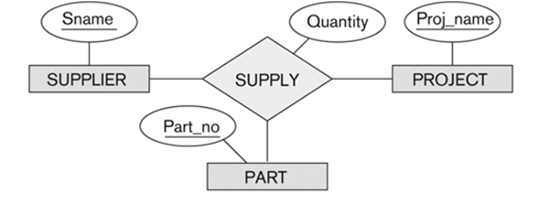 Sname
Quantity
Proj_name
SUPPLIER
SUPPLY
PROJECT
Part_no
PART